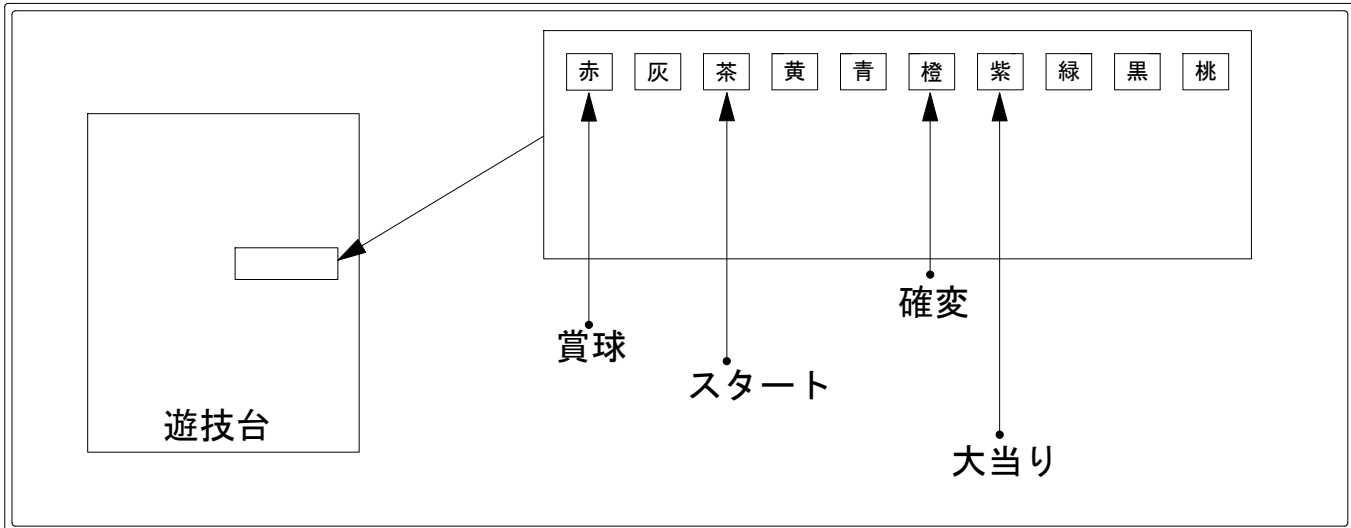 赤 灰 茶 黄 青 橙 紫 緑 黒 桃
確変
賞球
スタート
遊技台
大当り